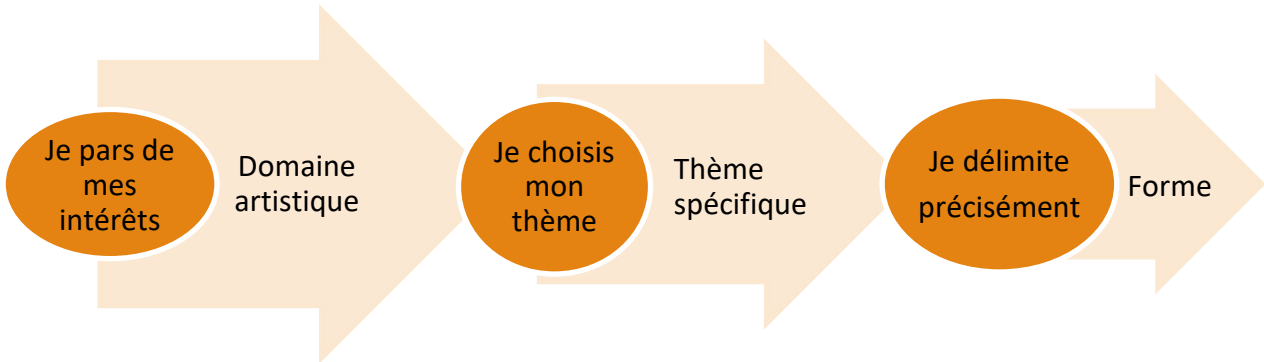 Je pars de
mes
intérêts
Domaine
artistique
Je choisis
mon
thème
Thème
spécifique
Je délimite
précisément
Forme